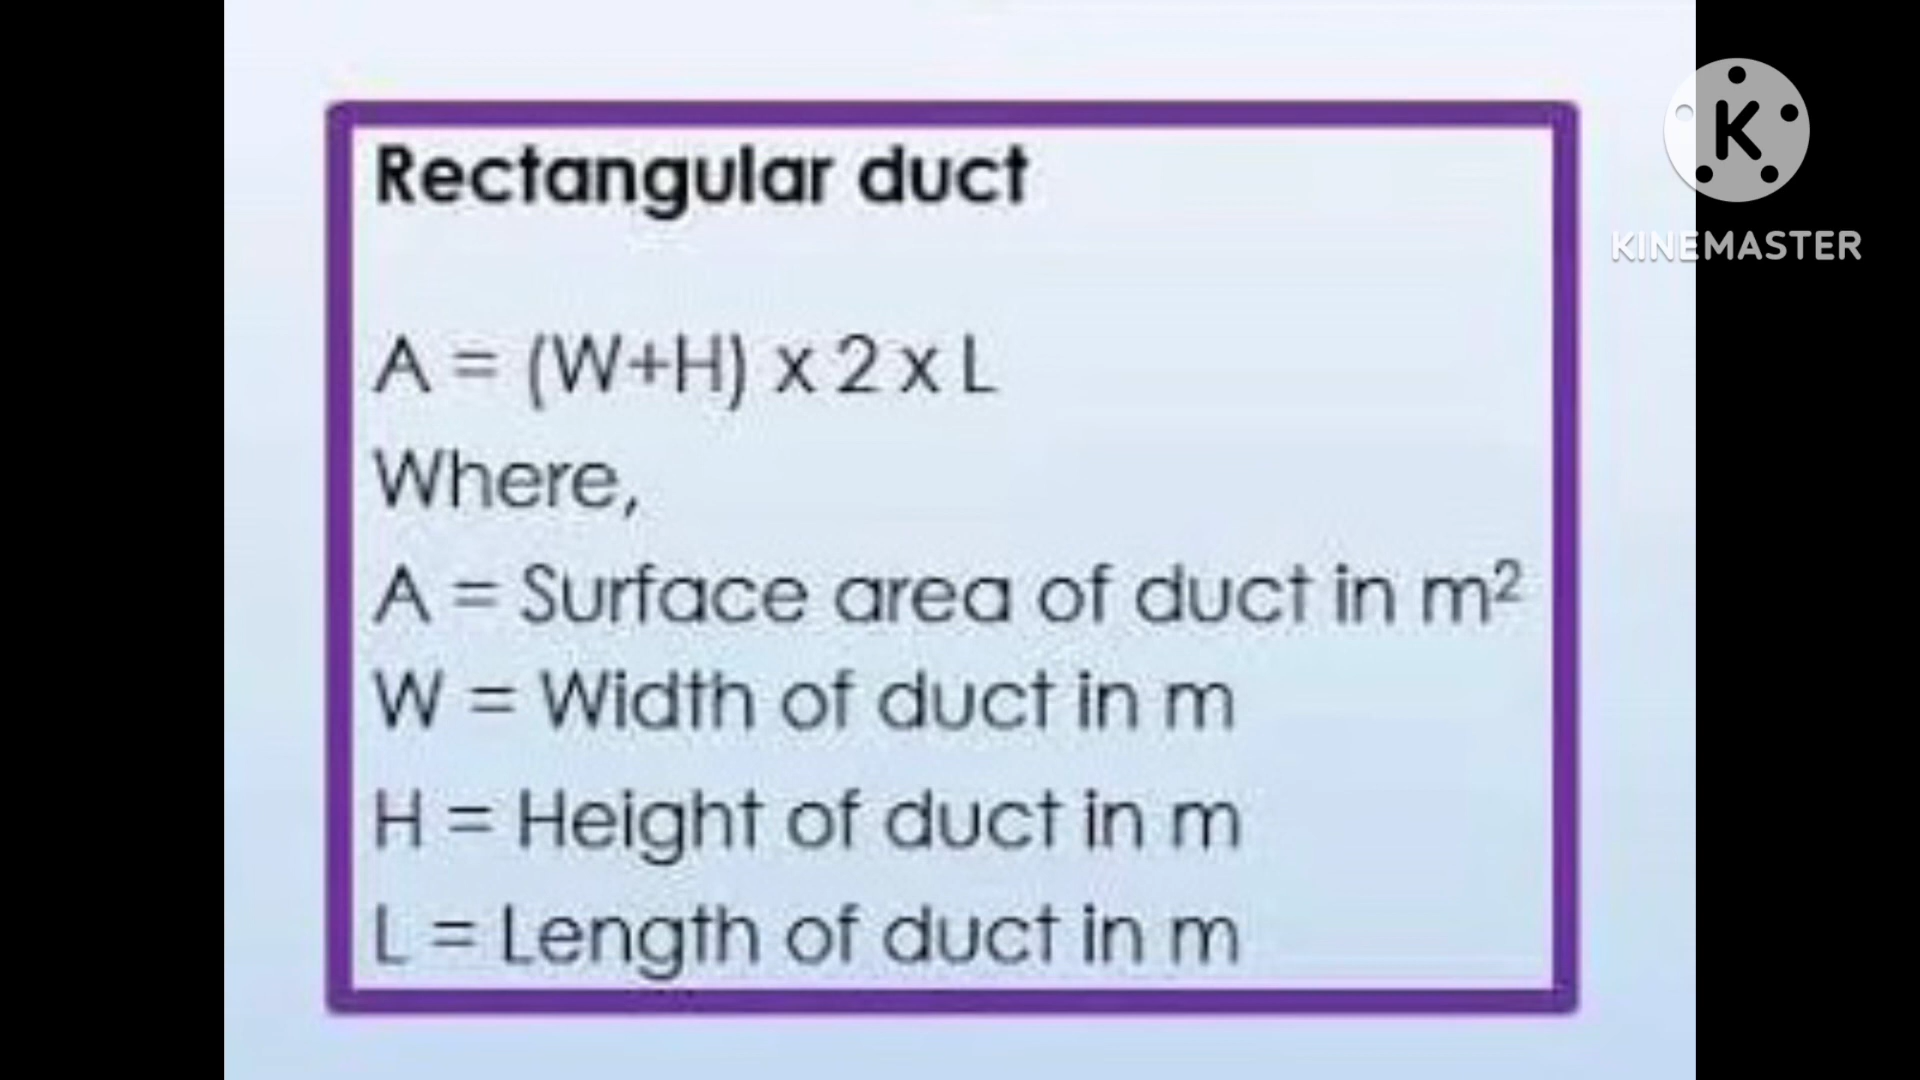 Rectangular duct
A = (W+H) x 2 x L
Where,
A = Surface area of duct in m²
W = Width of duct in m
H = Height of duct in m
L = Length of duct in m
K
KINEMASTER